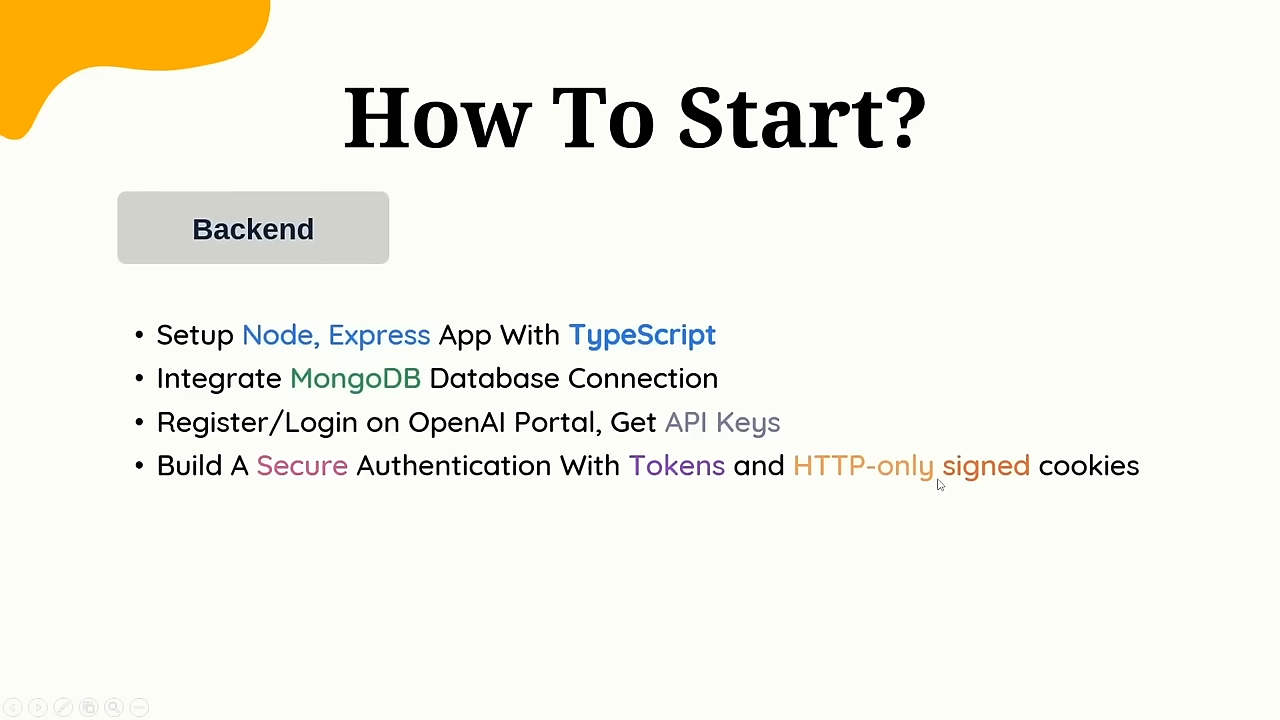 How To Start?
Backend
• Setup Node, Express App With TypeScript
• Integrate MongoDB Database Connection
• Register/Login on OpenAI Portal, Get API Keys
• Build A Secure Authentication With Tokens and HTTP-only signed cookies